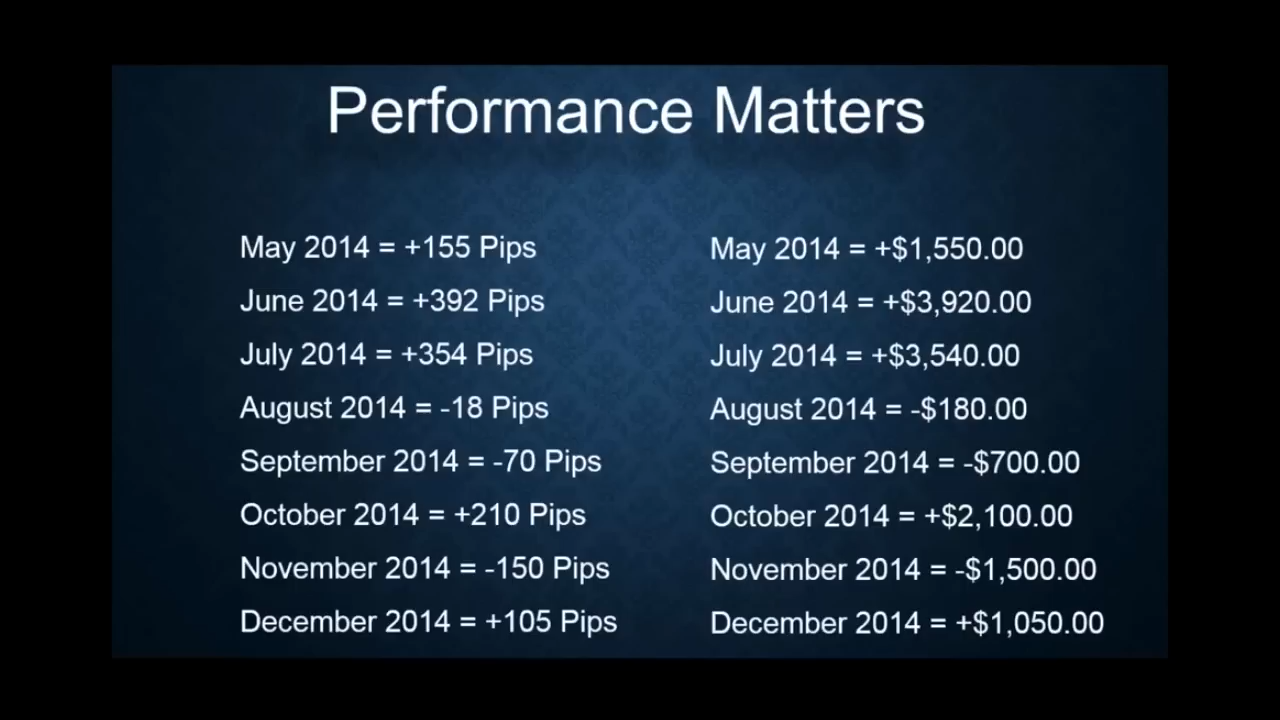 Performance Matters
May 2014 = +155 Pips
June 2014 = +392 Pips
July 2014 = +354 Pips
August 2014 = -18 Pips
September 2014 = -70 Pips
October 2014 = +210 Pips
November 2014 = -150 Pips
December 2014 = +105 Pips
May 2014 = +$1,550.00
June 2014 = +$3,920.00
July 2014 = +$3,540.00
August 2014 = -$180.00
September 2014 = -$700.00
October 2014 = +$2,100.00
November 2014 = -$1,500.00
December 2014 = +$1,050.00